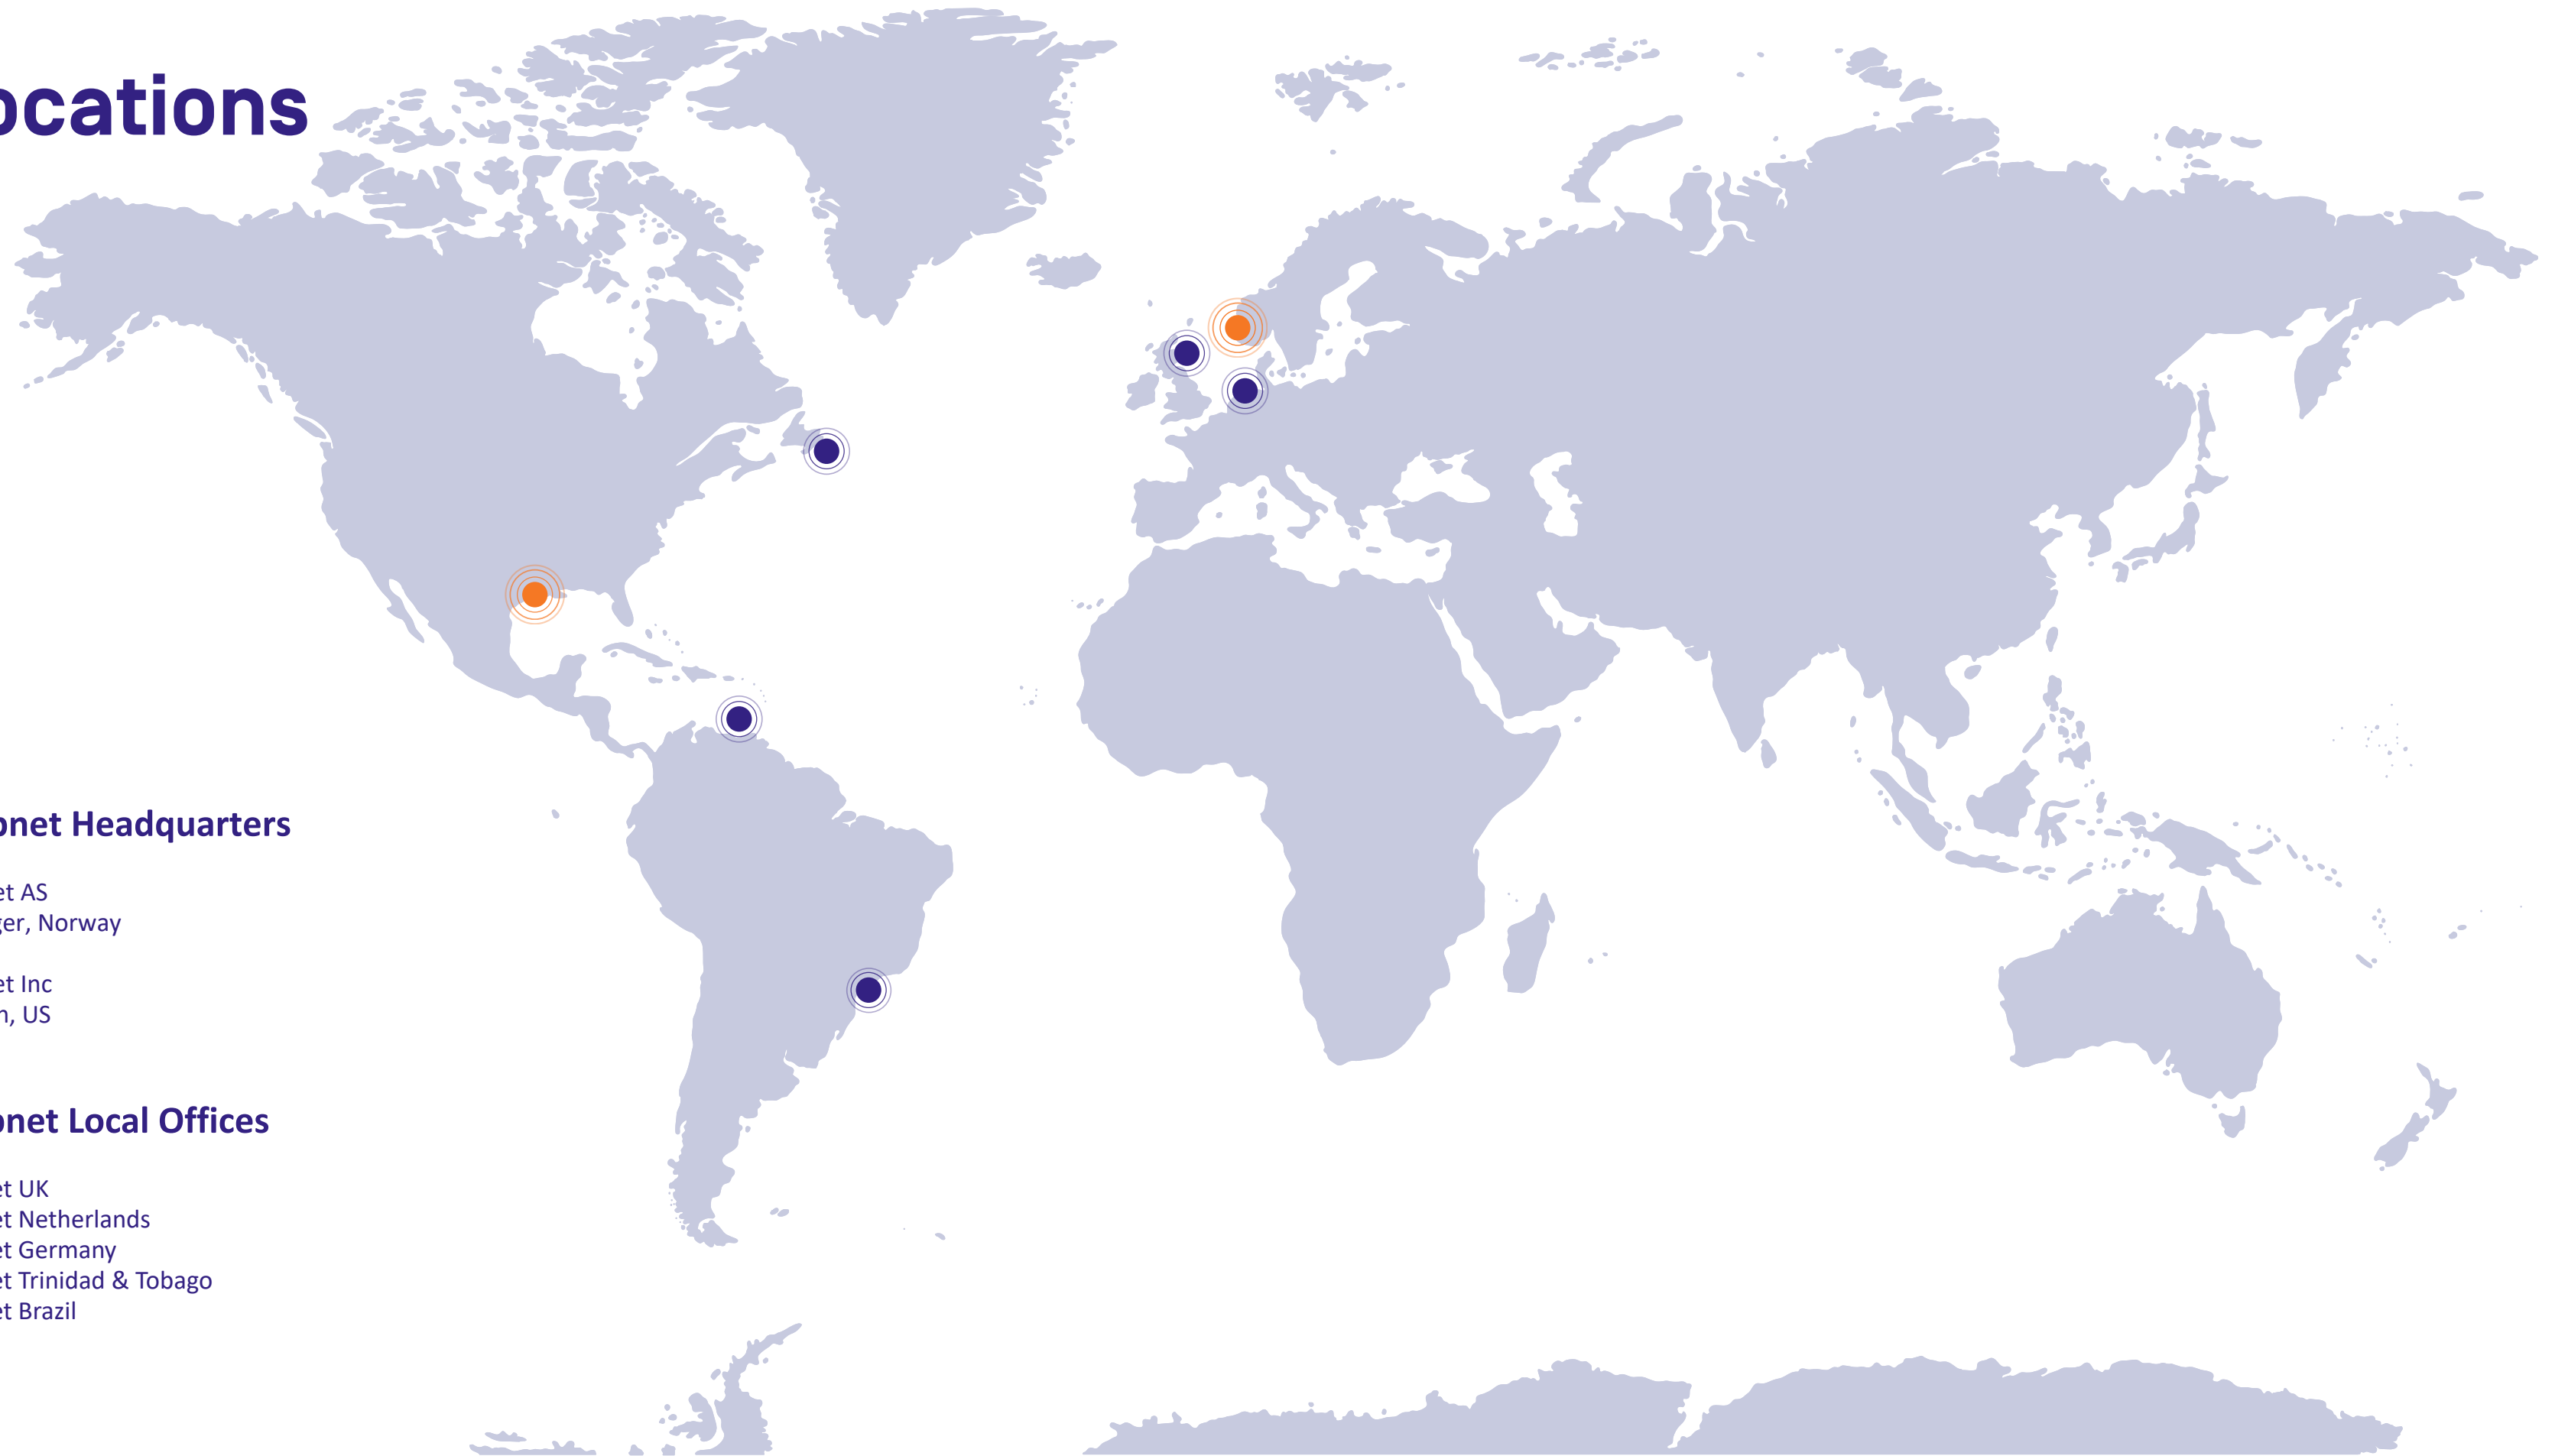 ocations
onet Headquarters
et AS
ger, Norway
et Inc
n, US
onet Local Offices
et UK
et Netherlands
et Germany
et Trinidad & Tobago
et Brazil